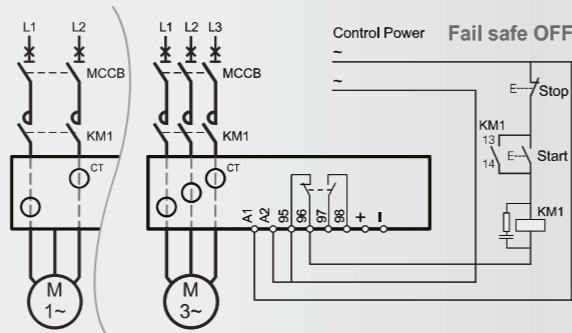 Control Power Fail safe OFF
L1 L2 L1 L2 L3
~
~
MCCB MCCB
Stop
KM1 KM1
KM1
13
14
Start
CT CT
KM1
A1 A2 95 96 97 98 + -
M
1~
M
3~